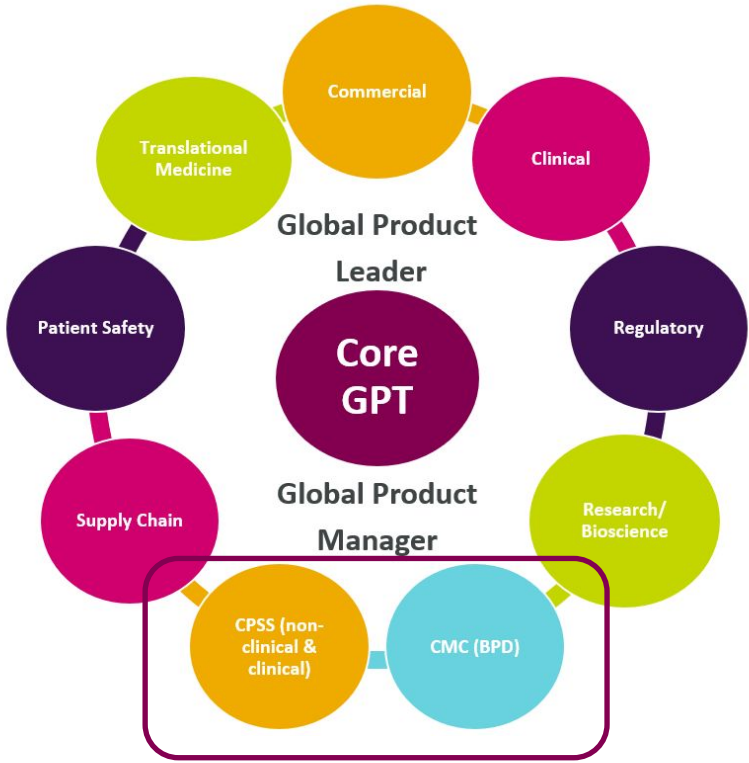 Commercial
Clinical
Translational
Medicine
Global Product
Leader
Patient Safety
Regulatory
Core
GPT
Global Product
Manager
Supply Chain
Research/
Bioscience
CPSS (non-
clinical &
clinical)
CMC (BPD)